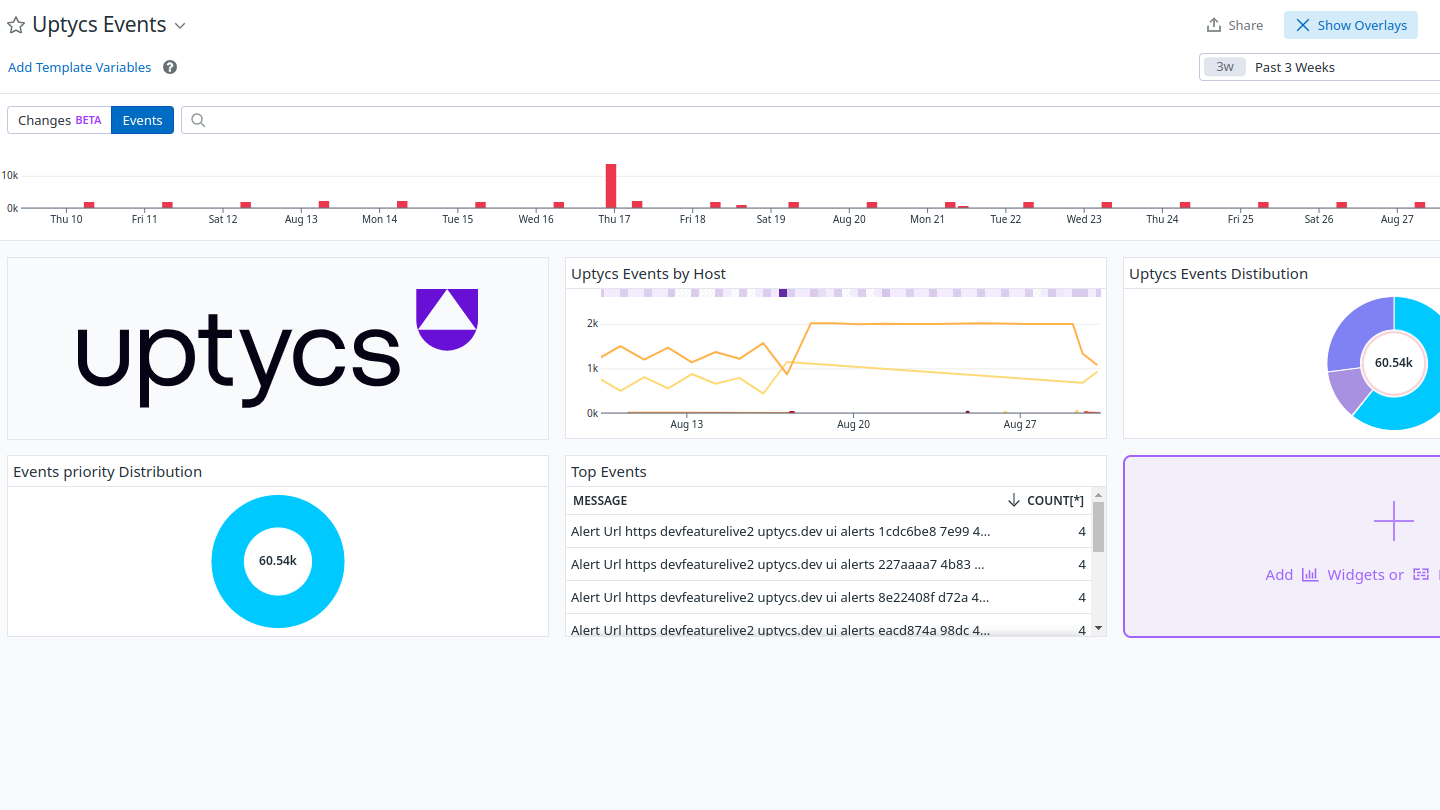 Uptycs Events
Share
Show Overlays
Add Template Variables
?
3w Past 3 Weeks
Changes BETA
Events
10k
0k
Thu 10 Fri 11 Sat 12 Aug 13 Mon 14 Tue 15 Wed 16 Thu 17 Fri 18 Sat 19 Aug 20 Mon 21 Tue 22 Wed 23 Thu 24 Fri 25 Sat 26 Aug 27
uptycs
Uptycs Events by Host
2k
1k
0k
Aug 13 Aug 20 Aug 27
Uptycs Events Distibution
60.54k
Events priority Distribution
60.54k
Top Events
MESSAGE COUNT[*]
Alert Url https devfeaturelive2 uptycs.dev ui alerts 1cdc6be8 7e99 4... 4
Alert Url https devfeaturelive2 uptycs.dev ui alerts 227aaaa7 4b83 ... 4
Alert Url https devfeaturelive2 uptycs.dev ui alerts 8e22408f d72a 4... 4
Alert Url https devfeaturelive2 uptycs.dev ui alerts eacd874a 98dc 4... 4
Add Widgets or